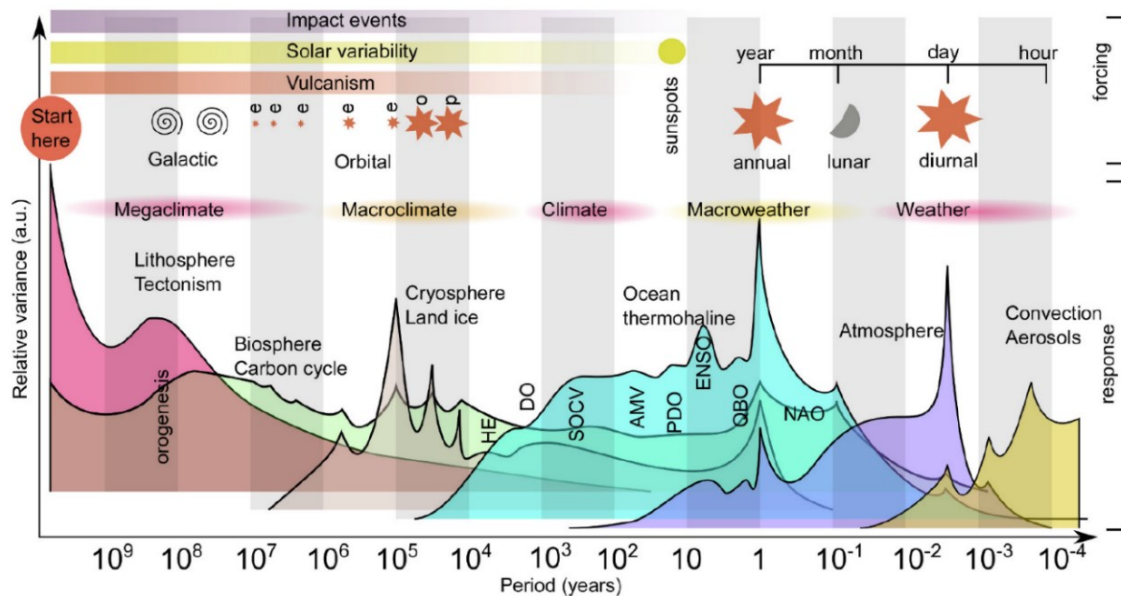 Impact events
Solar variability
Vulcanism
Start
here
e
e
e
e
e
o
p
Galactic
Orbital
sunspots
year
month
day
hour
annual
lunar
diurnal
forcing
Megaclimate
Macroclimate
Climate
Macroweather
Weather
Relative variance (a.u.)
Lithosphere
Tectonism
Biosphere
Carbon cycle
Cryosphere
Land ice
Ocean
thermohaline
Atmosphere
Convection
Aerosols
orogenesis
HE
DO
SOCV
AMV
PDO
ENSO
QBO
NAO
response
10⁹
10⁸
10⁷
10⁶
10⁵
10⁴
10³
10²
10
1
10⁻¹
10⁻²
10⁻³
10⁻⁴
Period (years)